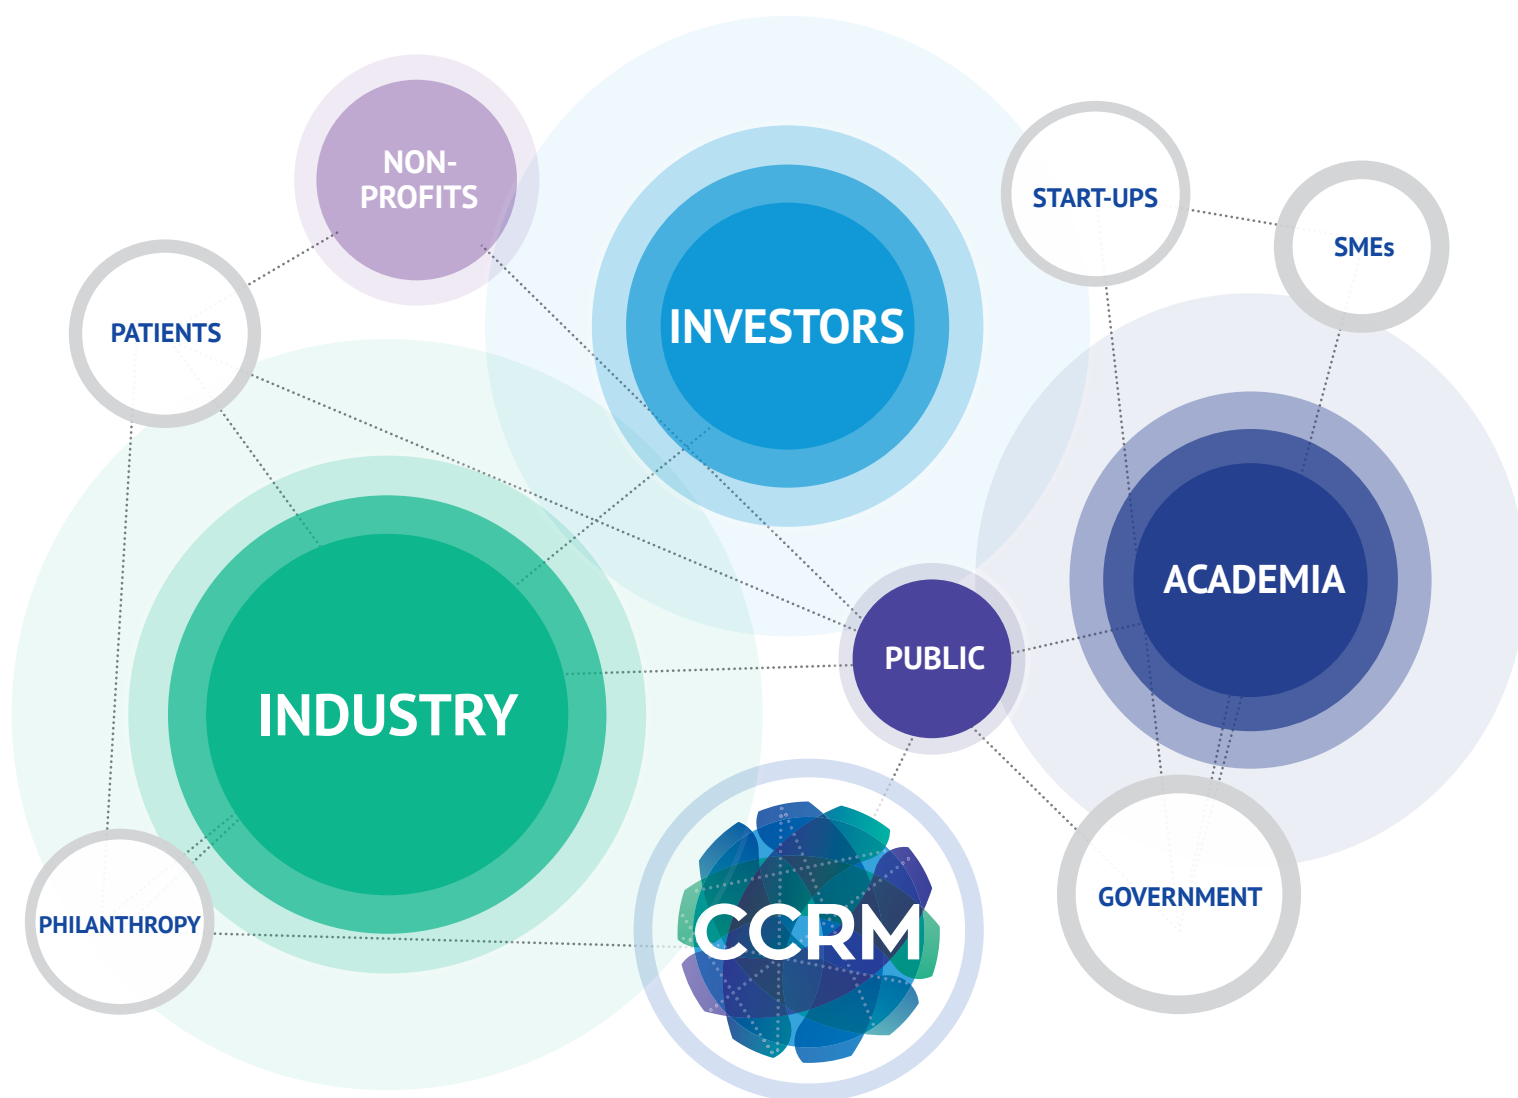 NON-
PROFITS
START-UPS
SMEs
PATIENTS
INVESTORS
ACADEMIA
PUBLIC
INDUSTRY
GOVERNMENT
PHILANTHROPY
CCRM